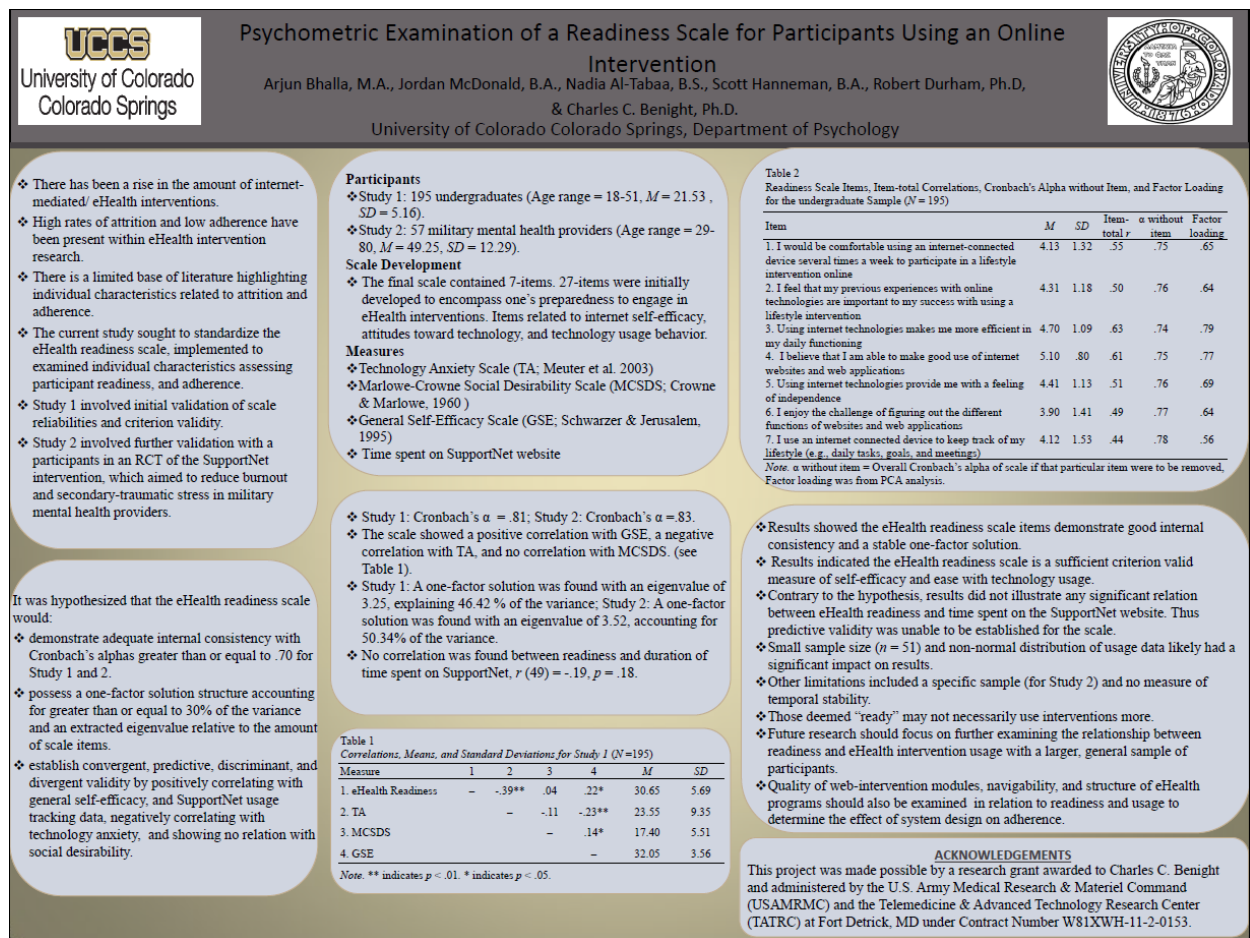 UCCS
University of Colorado
Colorado Springs
Psychometric Examination of a Readiness Scale for Participants Using an Online
Intervention
Arjun Bhalla, M.A., Jordan McDonald, B.A., Nadia Al-Tabaa, B.S., Scott Hanneman, B.A., Robert Durham, Ph.D,
& Charles C. Benight, Ph.D.
University of Colorado Colorado Springs, Department of Psychology
❖ There has been a rise in the amount of internet-
mediated/ eHealth interventions.
❖ High rates of attrition and low adherence have
been present within eHealth intervention
research.
❖ There is a limited base of literature highlighting
individual characteristics related to attrition and
adherence.
❖ The current study sought to standardize the
eHealth readiness scale, implemented to
examined individual characteristics assessing
participant readiness, and adherence.
❖ Study 1 involved initial validation of scale
reliabilities and criterion validity.
❖ Study 2 involved further validation with a
participants in an RCT of the SupportNet
intervention, which aimed to reduce burnout
and secondary-traumatic stress in military
mental health providers.
It was hypothesized that the eHealth readiness scale
would:
❖ demonstrate adequate internal consistency with
Cronbach's alphas greater than or equal to .70 for
Study 1 and 2.
❖ possess a one-factor solution structure accounting
for greater than or equal to 30% of the variance
and an extracted eigenvalue relative to the amount
of scale items.
❖ establish convergent, predictive, discriminant, and
divergent validity by positively correlating with
general self-efficacy, and SupportNet usage
tracking data, negatively correlating with
technology anxiety, and showing no relation with
social desirability.
Participants
❖Study 1: 195 undergraduates (Age range = 18-51, M = 21.53 ,
SD = 5.16).
❖Study 2: 57 military mental health providers (Age range = 29-
80, M = 49.25, SD = 12.29).
Scale Development
❖ The final scale contained 7-items. 27-items were initially
developed to encompass one's preparedness to engage in
eHealth interventions. Items related to internet self-efficacy,
attitudes toward technology, and technology usage behavior.
Measures
❖Technology Anxiety Scale (TA; Meuter et al. 2003)
❖Marlowe-Crowne Social Desirability Scale (MCSDS; Crowne
& Marlowe, 1960 )
❖General Self-Efficacy Scale (GSE; Schwarzer & Jerusalem,
1995)
❖ Time spent on SupportNet website
❖ Study 1: Cronbach's α = .81; Study 2: Cronbach's α =.83.
❖ The scale showed a positive correlation with GSE, a negative
correlation with TA, and no correlation with MCSDS. (see
Table 1).
❖ Study 1: A one-factor solution was found with an eigenvalue of
3.25, explaining 46.42 % of the variance; Study 2: A one-factor
solution was found with an eigenvalue of 3.52, accounting for
50.34% of the variance.
❖ No correlation was found between readiness and duration of
time spent on SupportNet, r (49) = -.19, p = .18.
Table 1
Correlations, Means, and Standard Deviations for Study 1 (N =195)
Measure 1 2 3 4 M SD
1. eHealth Readiness – -.39** .04 .22* 30.65 5.69
2. TA – -.11 -.23** 23.55 9.35
3. MCSDS – .14* 17.40 5.51
4. GSE – 32.05 3.56
Note. ** indicates p < .01. * indicates p < .05.
Table 2
Readiness Scale Items, Item-total Correlations, Cronbach's Alpha without Item, and Factor Loading
for the undergraduate Sample (N = 195)
Item M SD Item-total r α without item Factor loading
1. I would be comfortable using an internet-connected 4.13 1.32 .55 .75 .65
device several times a week to participate in a lifestyle
intervention online
2. I feel that my previous experiences with online 4.31 1.18 .50 .76 .64
technologies are important to my success with using a
lifestyle intervention
3. Using internet technologies makes me more efficient in 4.70 1.09 .63 .74 .79
my daily functioning
4. I believe that I am able to make good use of internet 5.10 .80 .61 .75 .77
websites and web applications
5. Using internet technologies provide me with a feeling 4.41 1.13 .51 .76 .69
of independence
6. I enjoy the challenge of figuring out the different 3.90 1.41 .49 .77 .64
functions of websites and web applications
7. I use an internet connected device to keep track of my 4.12 1.53 .44 .78 .56
lifestyle (e.g., daily tasks, goals, and meetings)
Note. α without item = Overall Cronbach's alpha of scale if that particular item were to be removed,
Factor loading was from PCA analysis.
❖Results showed the eHealth readiness scale items demonstrate good internal
consistency and a stable one-factor solution.
❖ Results indicated the eHealth readiness scale is a sufficient criterion valid
measure of self-efficacy and ease with technology usage.
❖Contrary to the hypothesis, results did not illustrate any significant relation
between eHealth readiness and time spent on the SupportNet website. Thus
predictive validity was unable to be established for the scale.
❖Small sample size (n = 51) and non-normal distribution of usage data likely had a
significant impact on results.
❖Other limitations included a specific sample (for Study 2) and no measure of
temporal stability.
❖Those deemed “ready” may not necessarily use interventions more.
❖Future research should focus on further examining the relationship between
readiness and eHealth intervention usage with a larger, general sample of
participants.
❖Quality of web-intervention modules, navigability, and structure of eHealth
programs should also be examined in relation to readiness and usage to
determine the effect of system design on adherence.
ACKNOWLEDGEMENTS
This project was made possible by a research grant awarded to Charles C. Benight
and administered by the U.S. Army Medical Research & Materiel Command
(USAMRMC) and the Telemedicine & Advanced Technology Research Center
(TATRC) at Fort Detrick, MD under Contract Number W81XWH-11-2-0153.